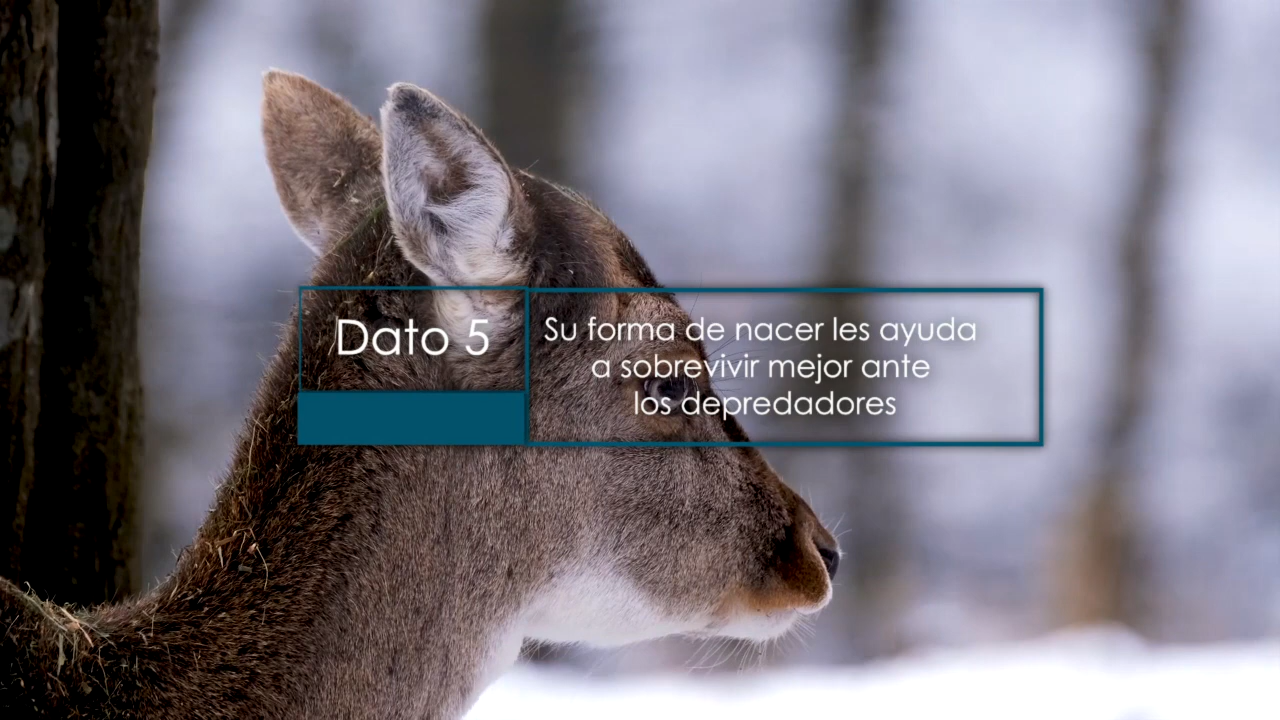 Dato 5
Su forma de nacer les ayuda
a sobrevivir mejor ante
los depredadores